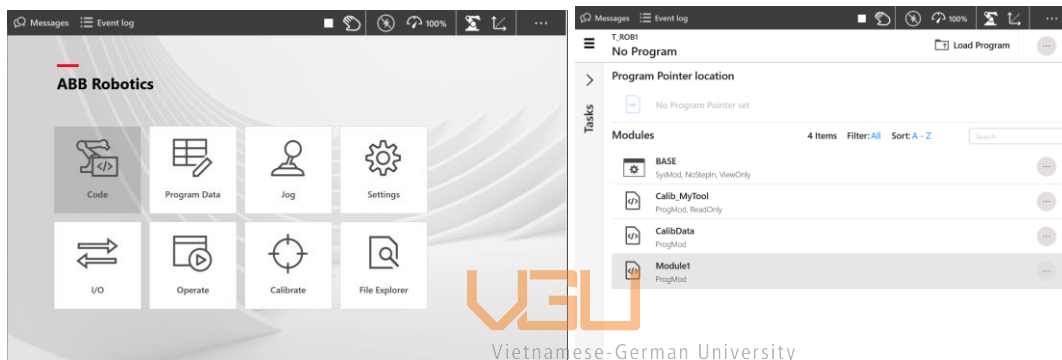 Messages Event log 100% ...
ABB Robotics
Code Program Data Jog Settings
I/O Operate Calibrate File Explorer
Messages Event log 100% ...
T_ROB1
No Program Load Program ...
Program Pointer location
No Program Pointer set
Tasks
Modules 4 Items Filter: All Sort: A - Z Search
BASE
SysMod, NoStepIn, ViewOnly
Calib_MyTool
ProgMod, ReadOnly
CalibData
ProgMod
Module1
ProgMod
VGU
Vietnamese-German University